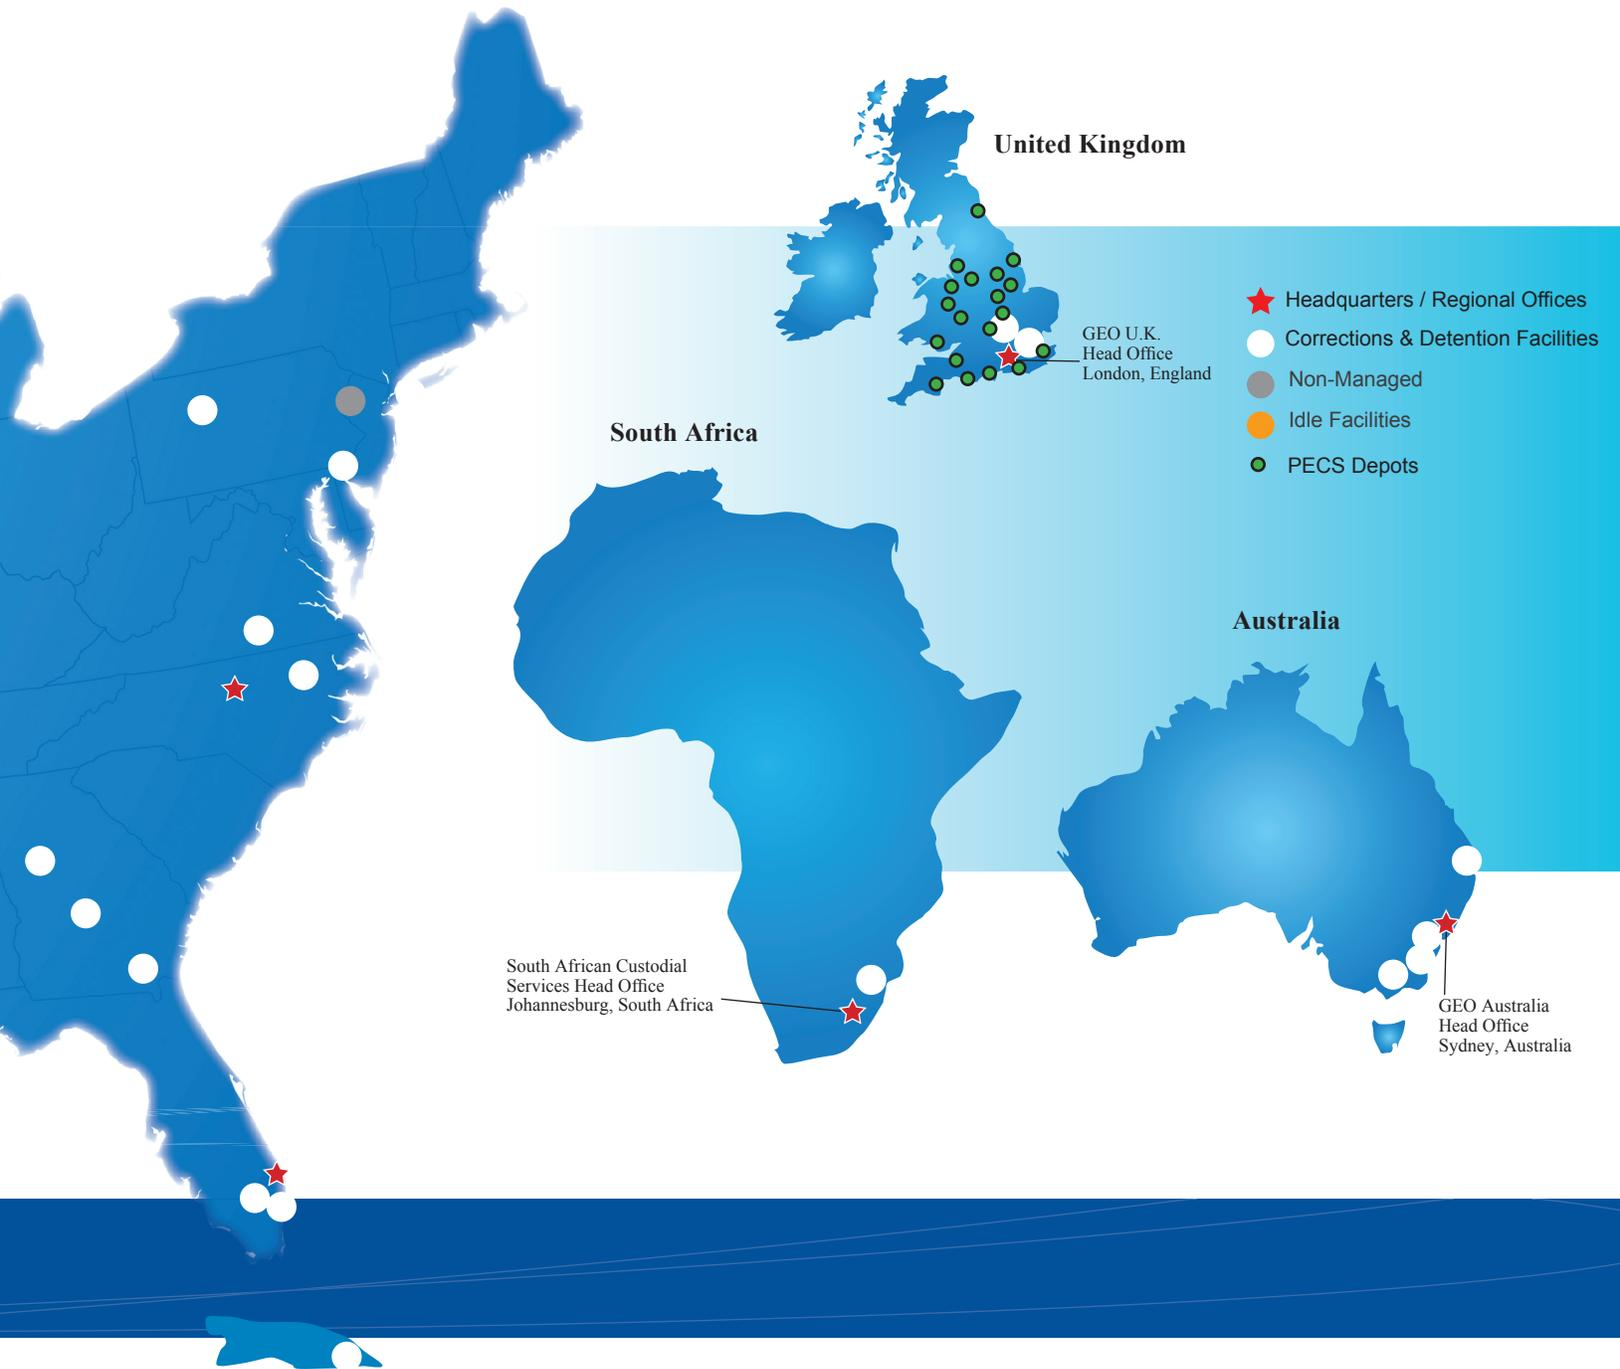 United Kingdom
GEO U.K.
Head Office
London, England
Headquarters / Regional Offices
Corrections & Detention Facilities
Non-Managed
Idle Facilities
PECS Depots
South Africa
Australia
South African Custodial
Services Head Office
Johannesburg, South Africa
GEO Australia
Head Office
Sydney, Australia